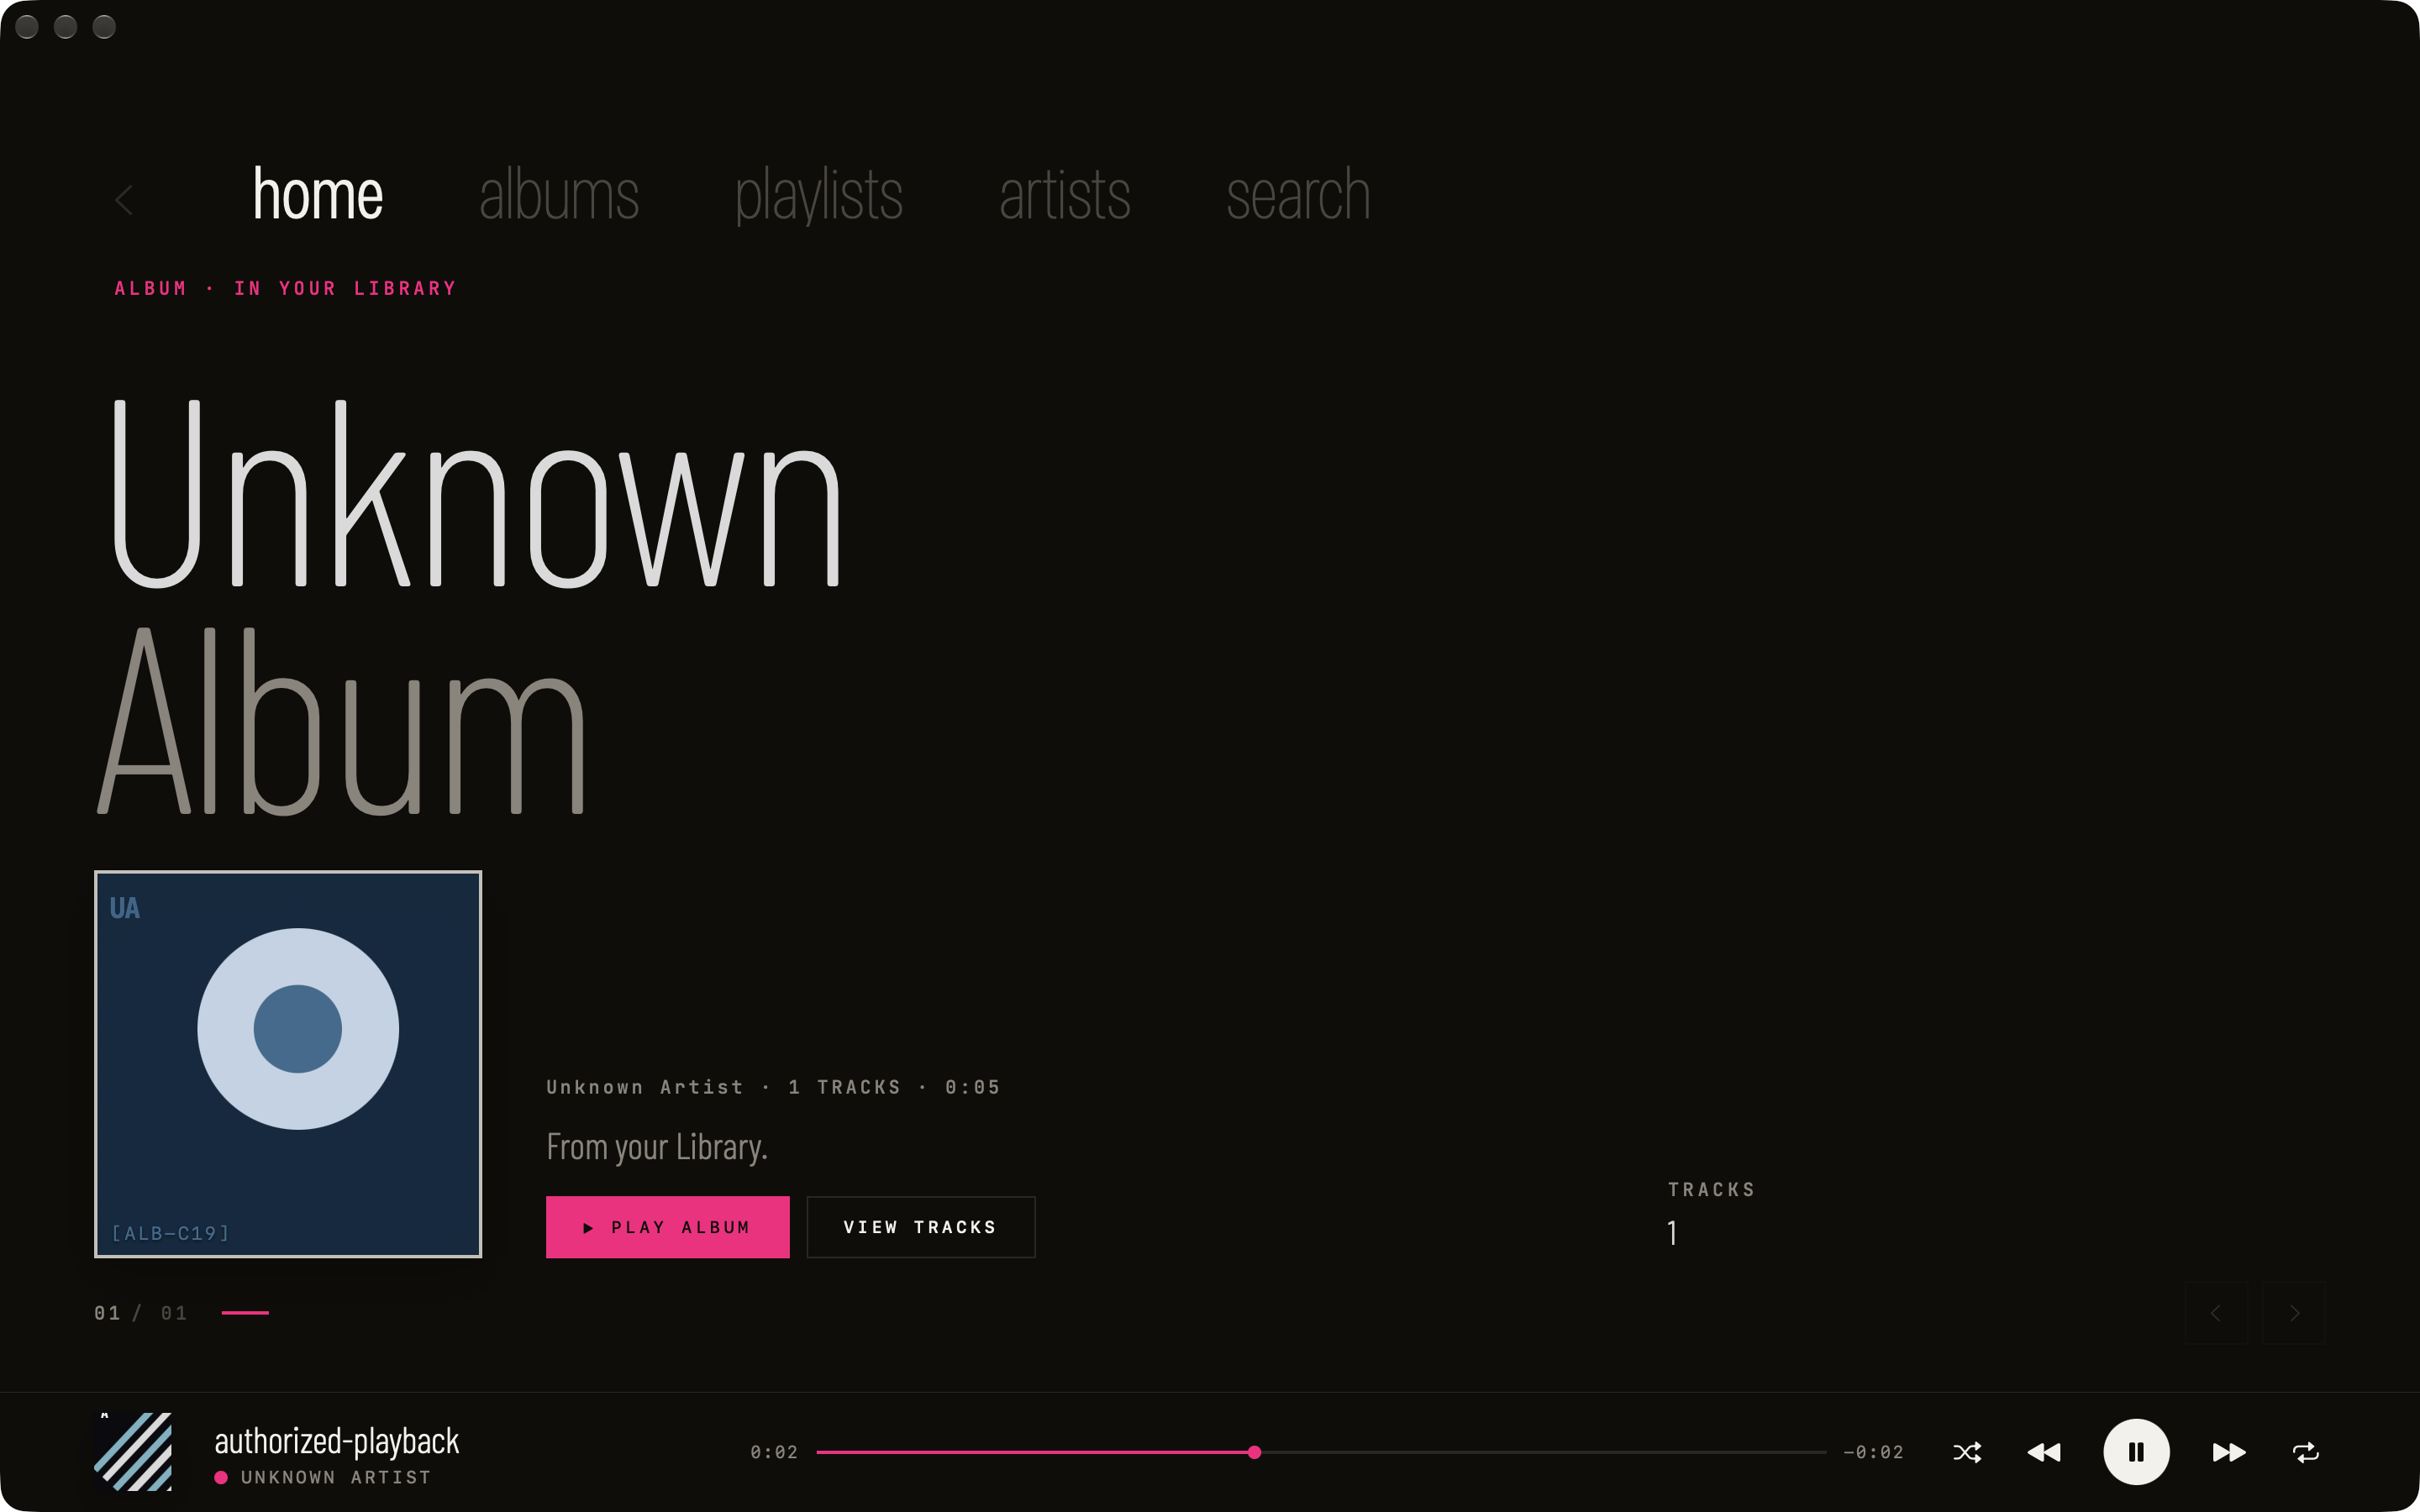 home albums playlists artists search
ALBUM · IN YOUR LIBRARY
Unknown
Album
UA
[ALB—C19]
Unknown Artist · 1 TRACKS · 0:05
From your Library.
▶ PLAY ALBUM
VIEW TRACKS
TRACKS
1
01 / 01
A
authorized-playback
UNKNOWN ARTIST
0:02
—0:02